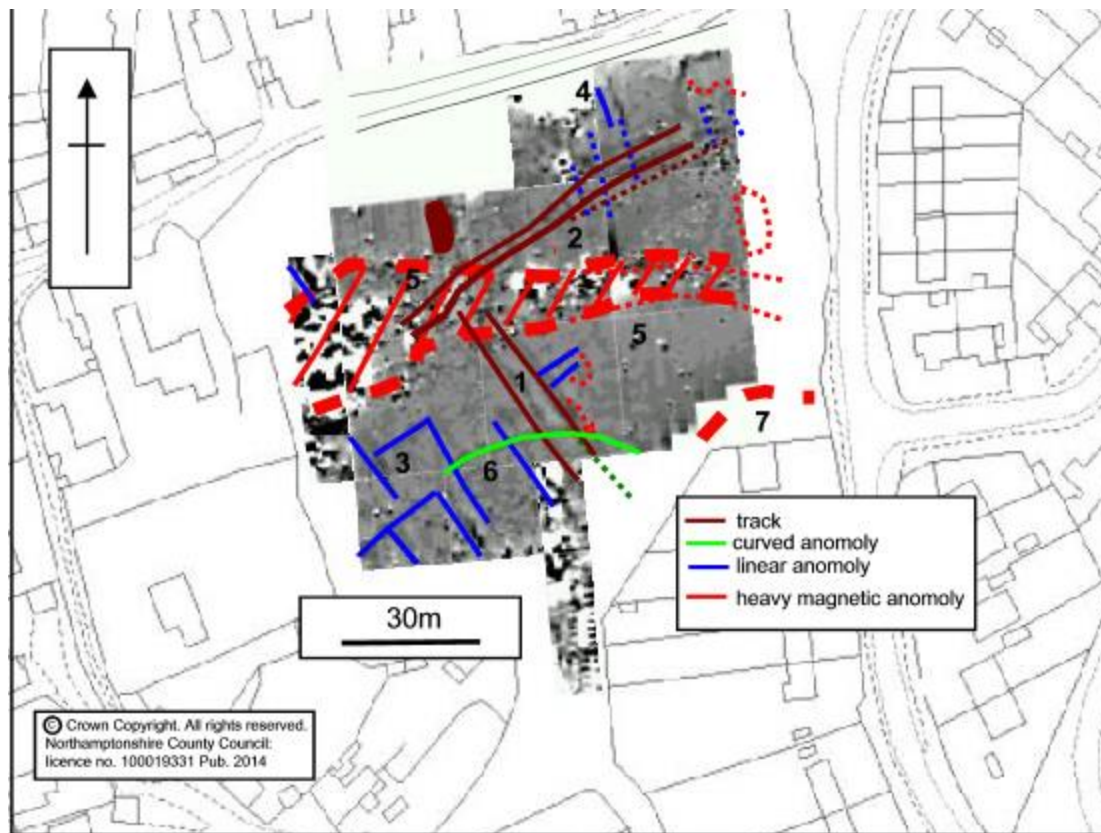 4
2
5
5
1
7
3
6
track
curved anomoly
linear anomoly
heavy magnetic anomoly
30m
© Crown Copyright. All rights reserved.
Northamptonshire County Council:
licence no. 100019331 Pub. 2014